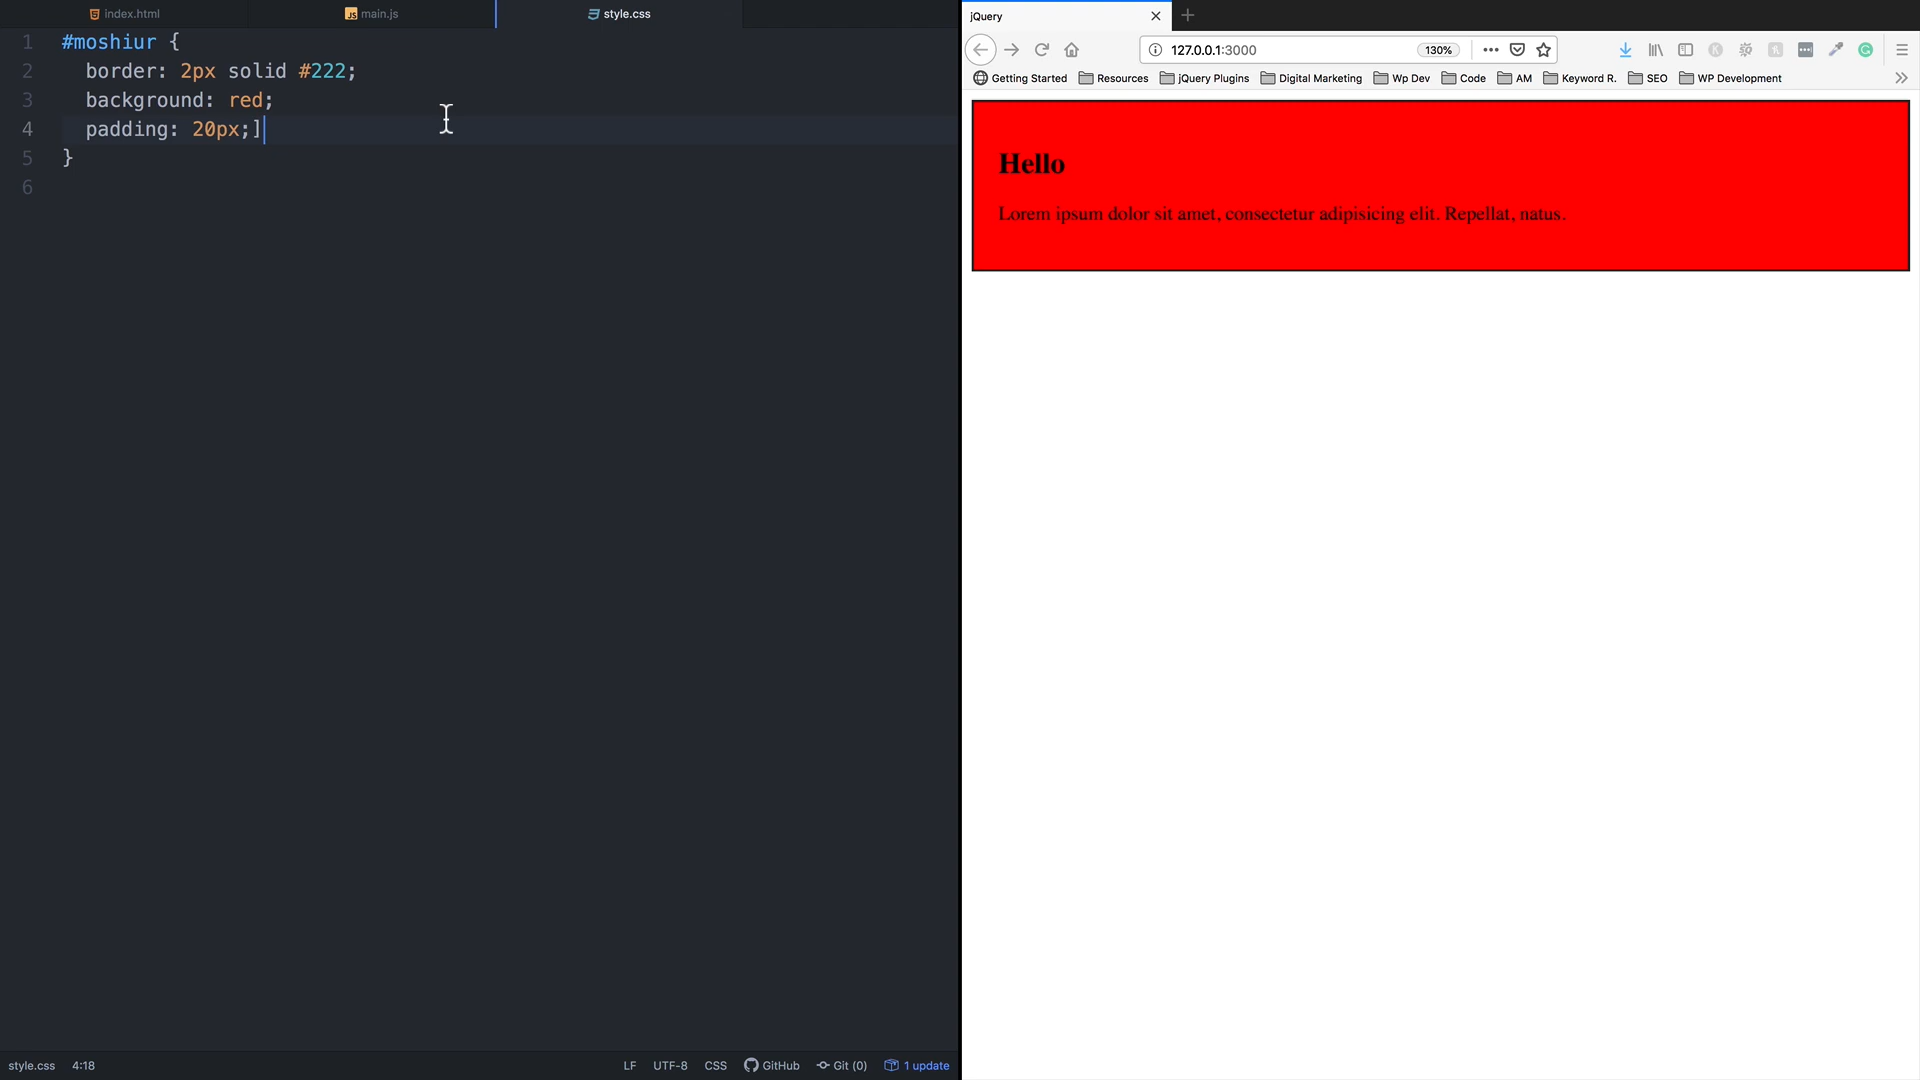 index.html
main.js
style.css
1 #moshiur {
2 border: 2px solid #222;
3 background: red;
4 padding: 20px;]
5 }
6
style.css 4:18 LF UTF-8 CSS GitHub Git (0) 1 update
jQuery
127.0.0.1:3000 130%
Getting Started Resources jQuery Plugins Digital Marketing Wp Dev Code AM Keyword R. SEO WP Development
Hello
Lorem ipsum dolor sit amet, consectetur adipisicing elit. Repellat, natus.